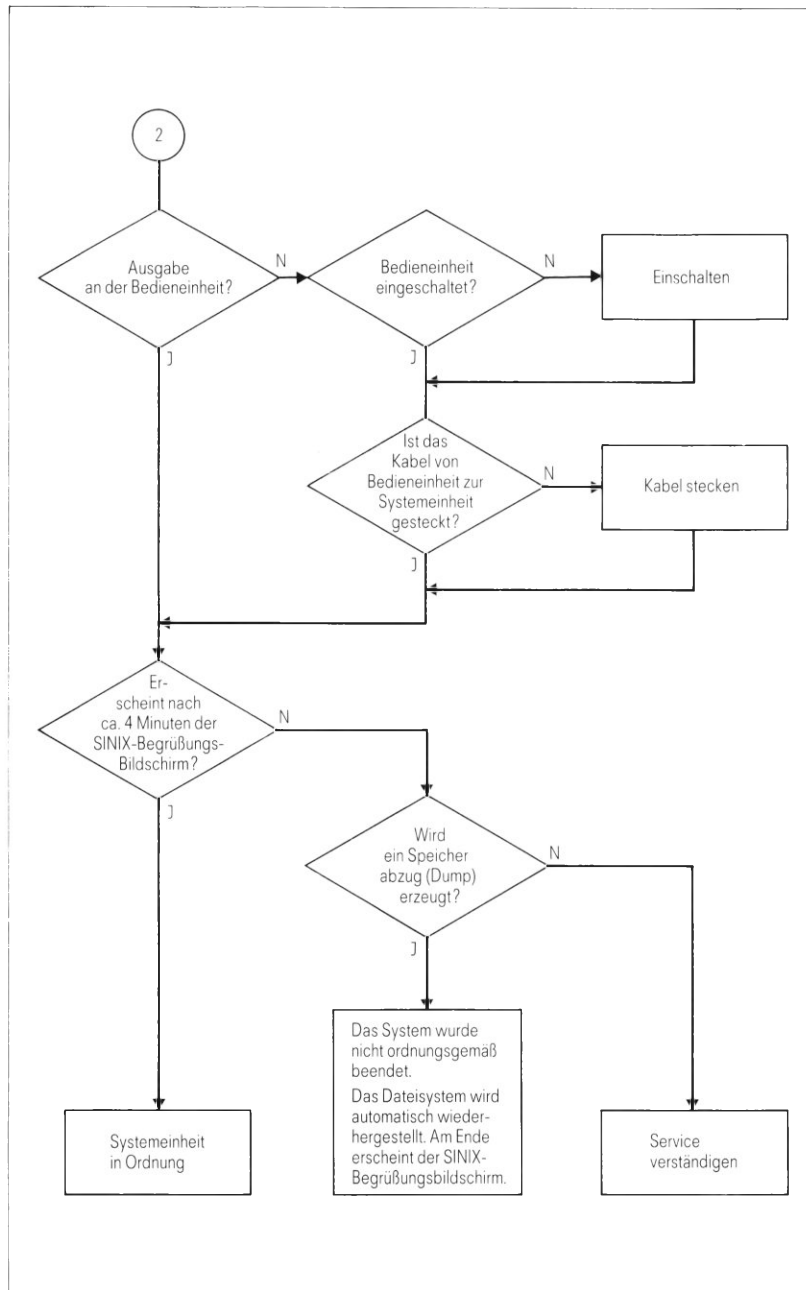 2
Ausgabe
an der Bedieneinheit?
N
J
Bedieneinheit
eingeschaltet?
N
J
Einschalten
Ist das
Kabel von
Bedieneinheit zur
Systemeinheit
gesteckt?
N
J
Kabel stecken
Er-
scheint nach
ca. 4 Minuten der
SINIX-Begrüßungs-
Bildschirm?
N
J
Wird
ein Speicher
abzug (Dump)
erzeugt?
N
J
Systemeinheit
in Ordnung
Das System wurde
nicht ordnungsgemäß
beendet.
Das Dateisystem wird
automatisch wieder-
hergestellt. Am Ende
erscheint der SINIX-
Begrüßungsbildschirm.
Service
verständigen